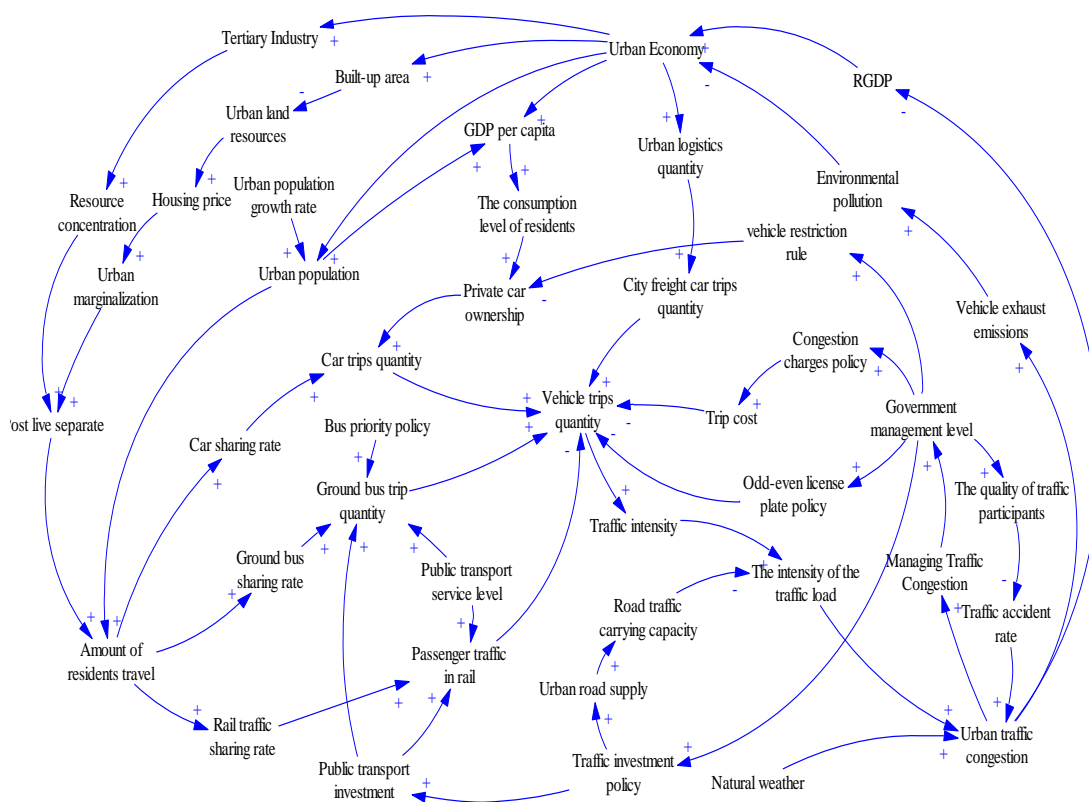 Tertiary Industry
Urban Economy
RGDP
Built-up area
Urban land
resources
GDP per capita
Urban logistics
quantity
Environmental
pollution
Resource
concentration
Housing price
Urban population
growth rate
The consumption
level of residents
vehicle restriction
rule
Urban
marginalization
Urban population
Private car
ownership
City freight car trips
quantity
Vehicle exhaust
emissions
Car trips quantity
Congestion
charges policy
Vehicle trips
quantity
Trip cost
Government
management level
ost live separate
Car sharing rate
Bus priority policy
Ground bus trip
quantity
Traffic intensity
Odd-even license
plate policy
The quality of traffic
participants
Ground bus
sharing rate
Public transport
service level
The intensity of the
traffic load
Managing Traffic
Congestion
Road traffic
carrying capacity
Traffic accident
rate
Amount of
residents travel
Passenger traffic
in rail
Urban road supply
Rail traffic
sharing rate
Urban traffic
congestion
Public transport
investment
Traffic investment
policy
Natural weather